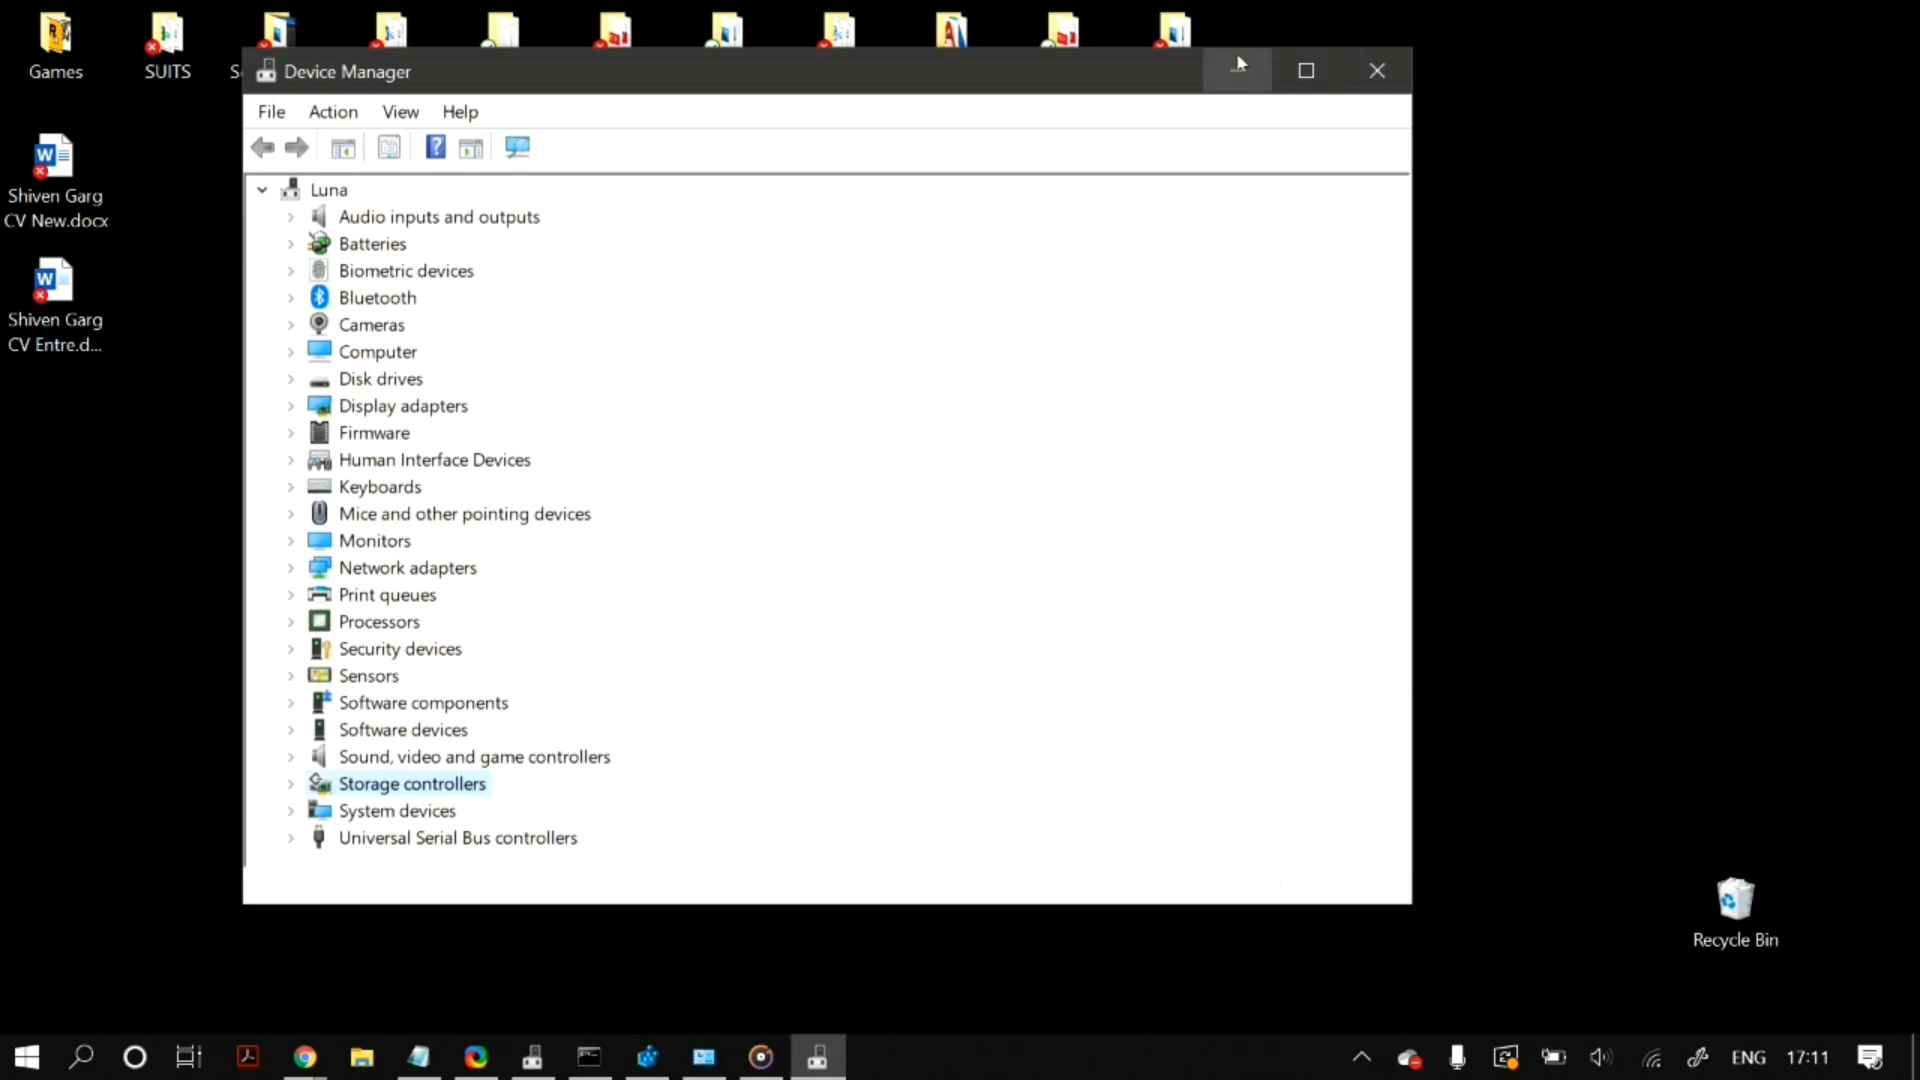 Games
SUITS
Device Manager
File Action View Help
Shiven Garg
CV New.docx
Shiven Garg
CV Entre.d...
Luna
Audio inputs and outputs
Batteries
Biometric devices
Bluetooth
Cameras
Computer
Disk drives
Display adapters
Firmware
Human Interface Devices
Keyboards
Mice and other pointing devices
Monitors
Network adapters
Print queues
Processors
Security devices
Sensors
Software components
Software devices
Sound, video and game controllers
Storage controllers
System devices
Universal Serial Bus controllers
Recycle Bin
ENG 17:11